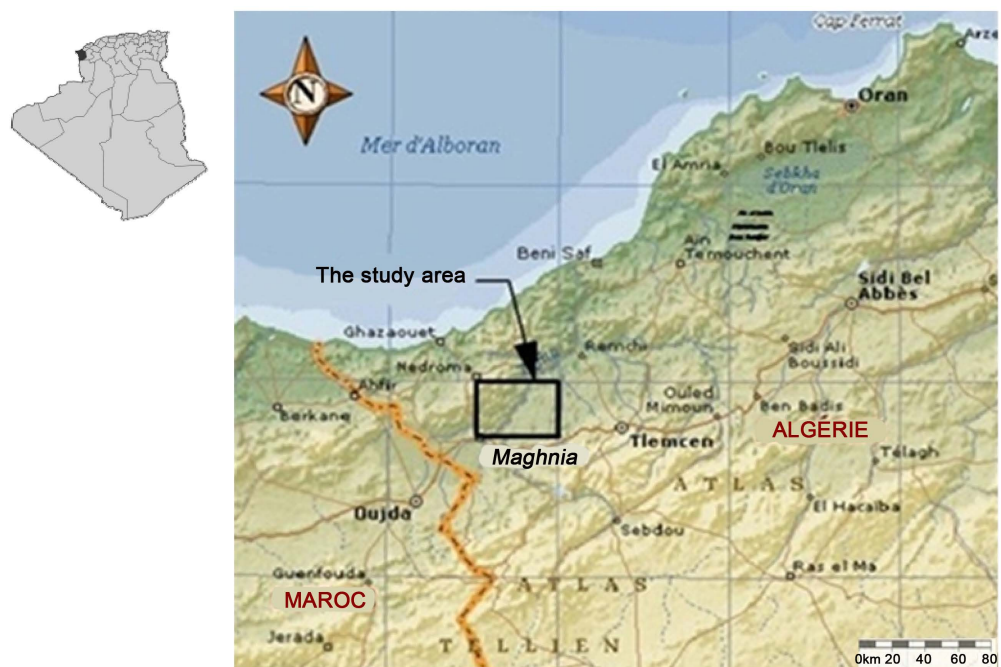 Cap Ferrat
Arze
N
Oran
Mer d'Alboran
Bou Tlelis
El Amria
Sebkha
d'Oran
Beni Saf
Ain
Temouchent
The study area
Sidi Bel
Abbès
S
Ghazaouet
Nedroma
Remchi
Sidi Ali
Boussidi
Ahfir
Berkane
Ouled
Mimoun
Ben Badis
ALGÉRIE
Tlemcen
Maghnia
Télagh
ATLAS
Oujda
El Hacaïba
Sebdou
Guenfouda
Ras el Ma
MAROC
ATLAS
Jerada
TELLIEN
0km 20 40 60 80